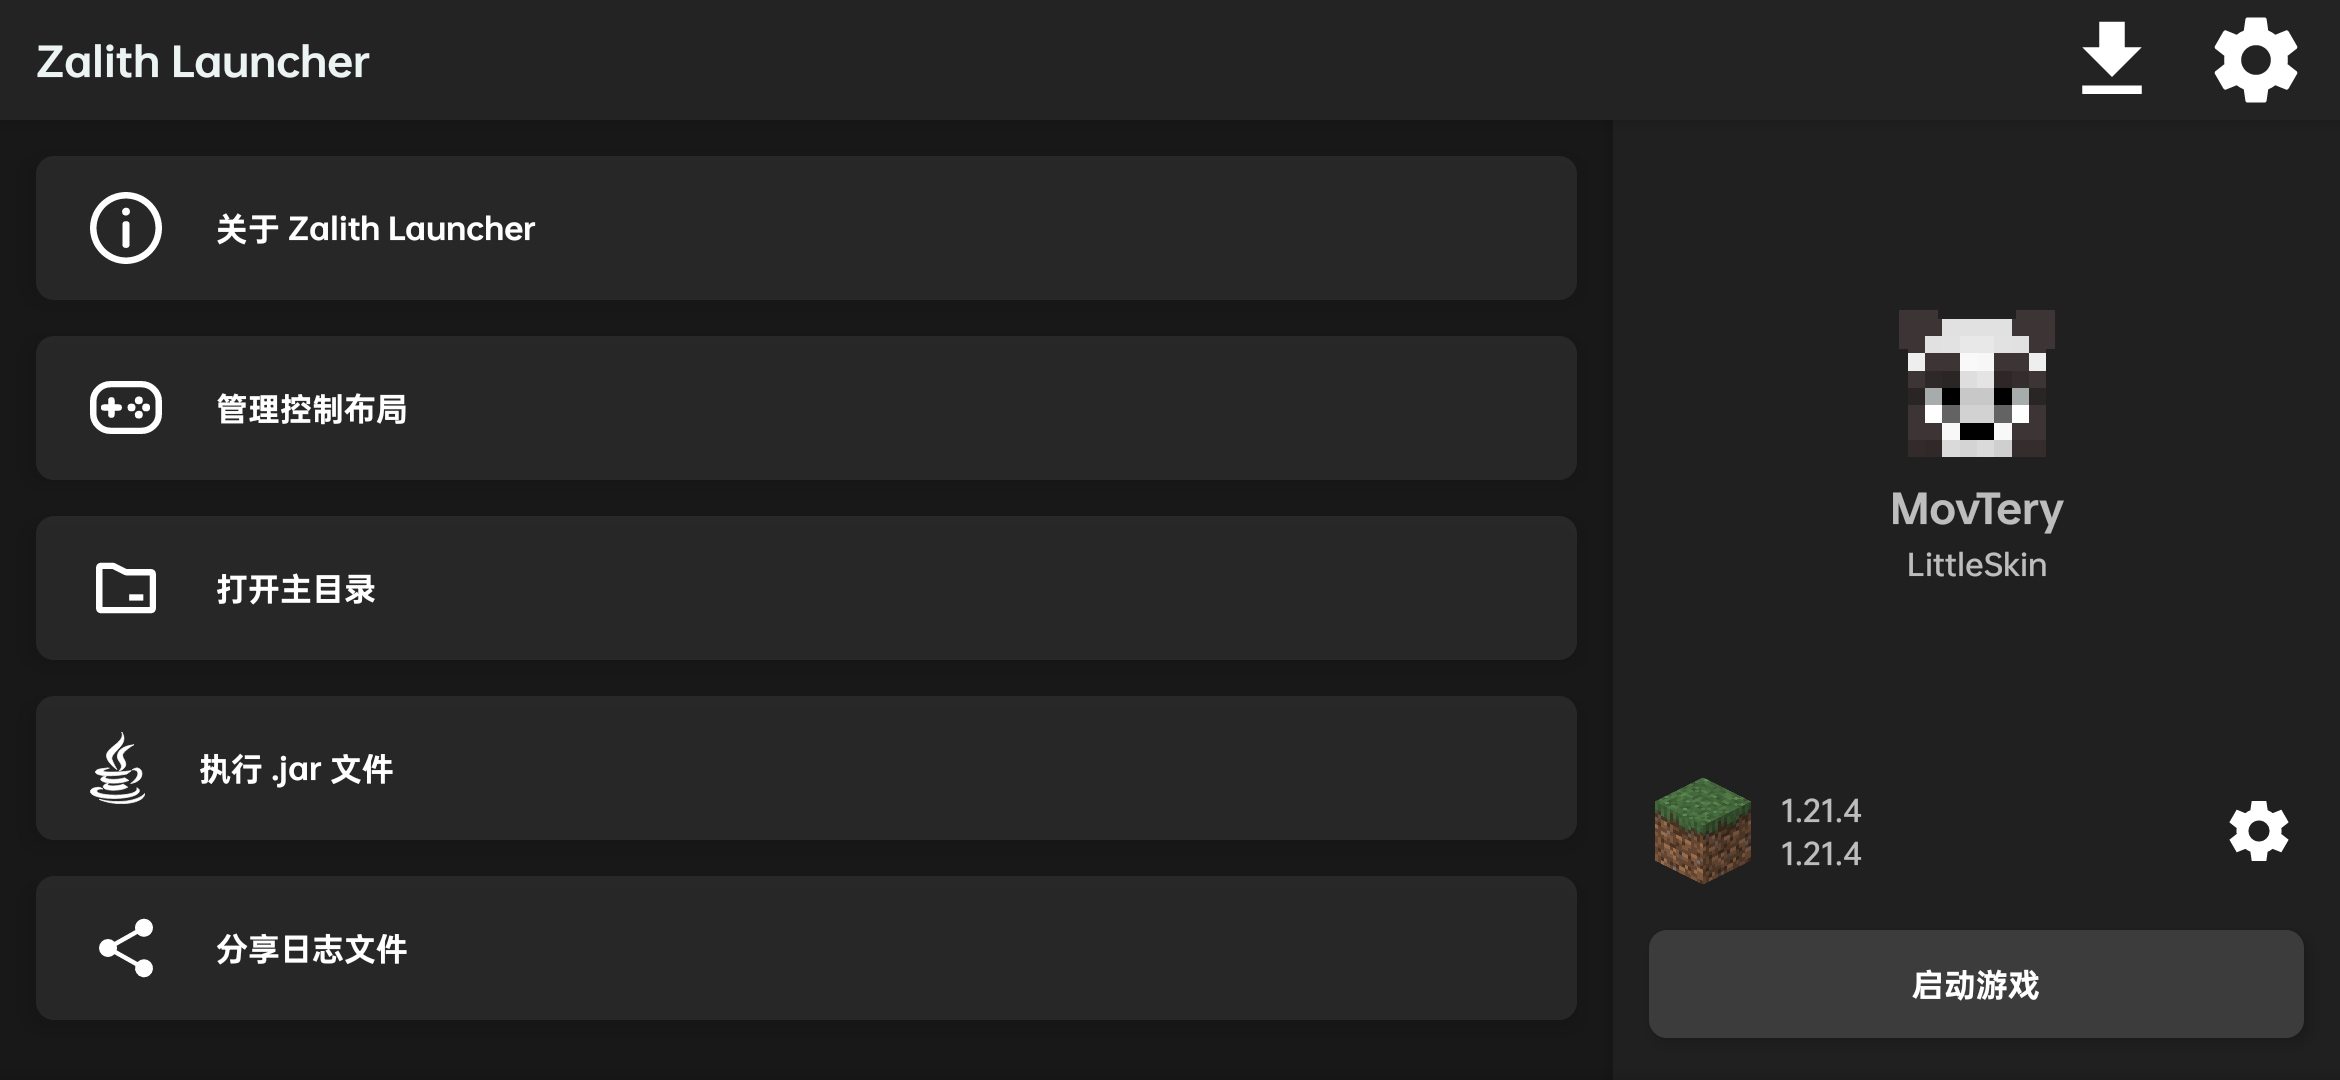 Zalith Launcher
关于 Zalith Launcher
管理控制布局
打开主目录
执行 .jar 文件
分享日志文件
MovTery
LittleSkin
1.21.4
1.21.4
启动游戏